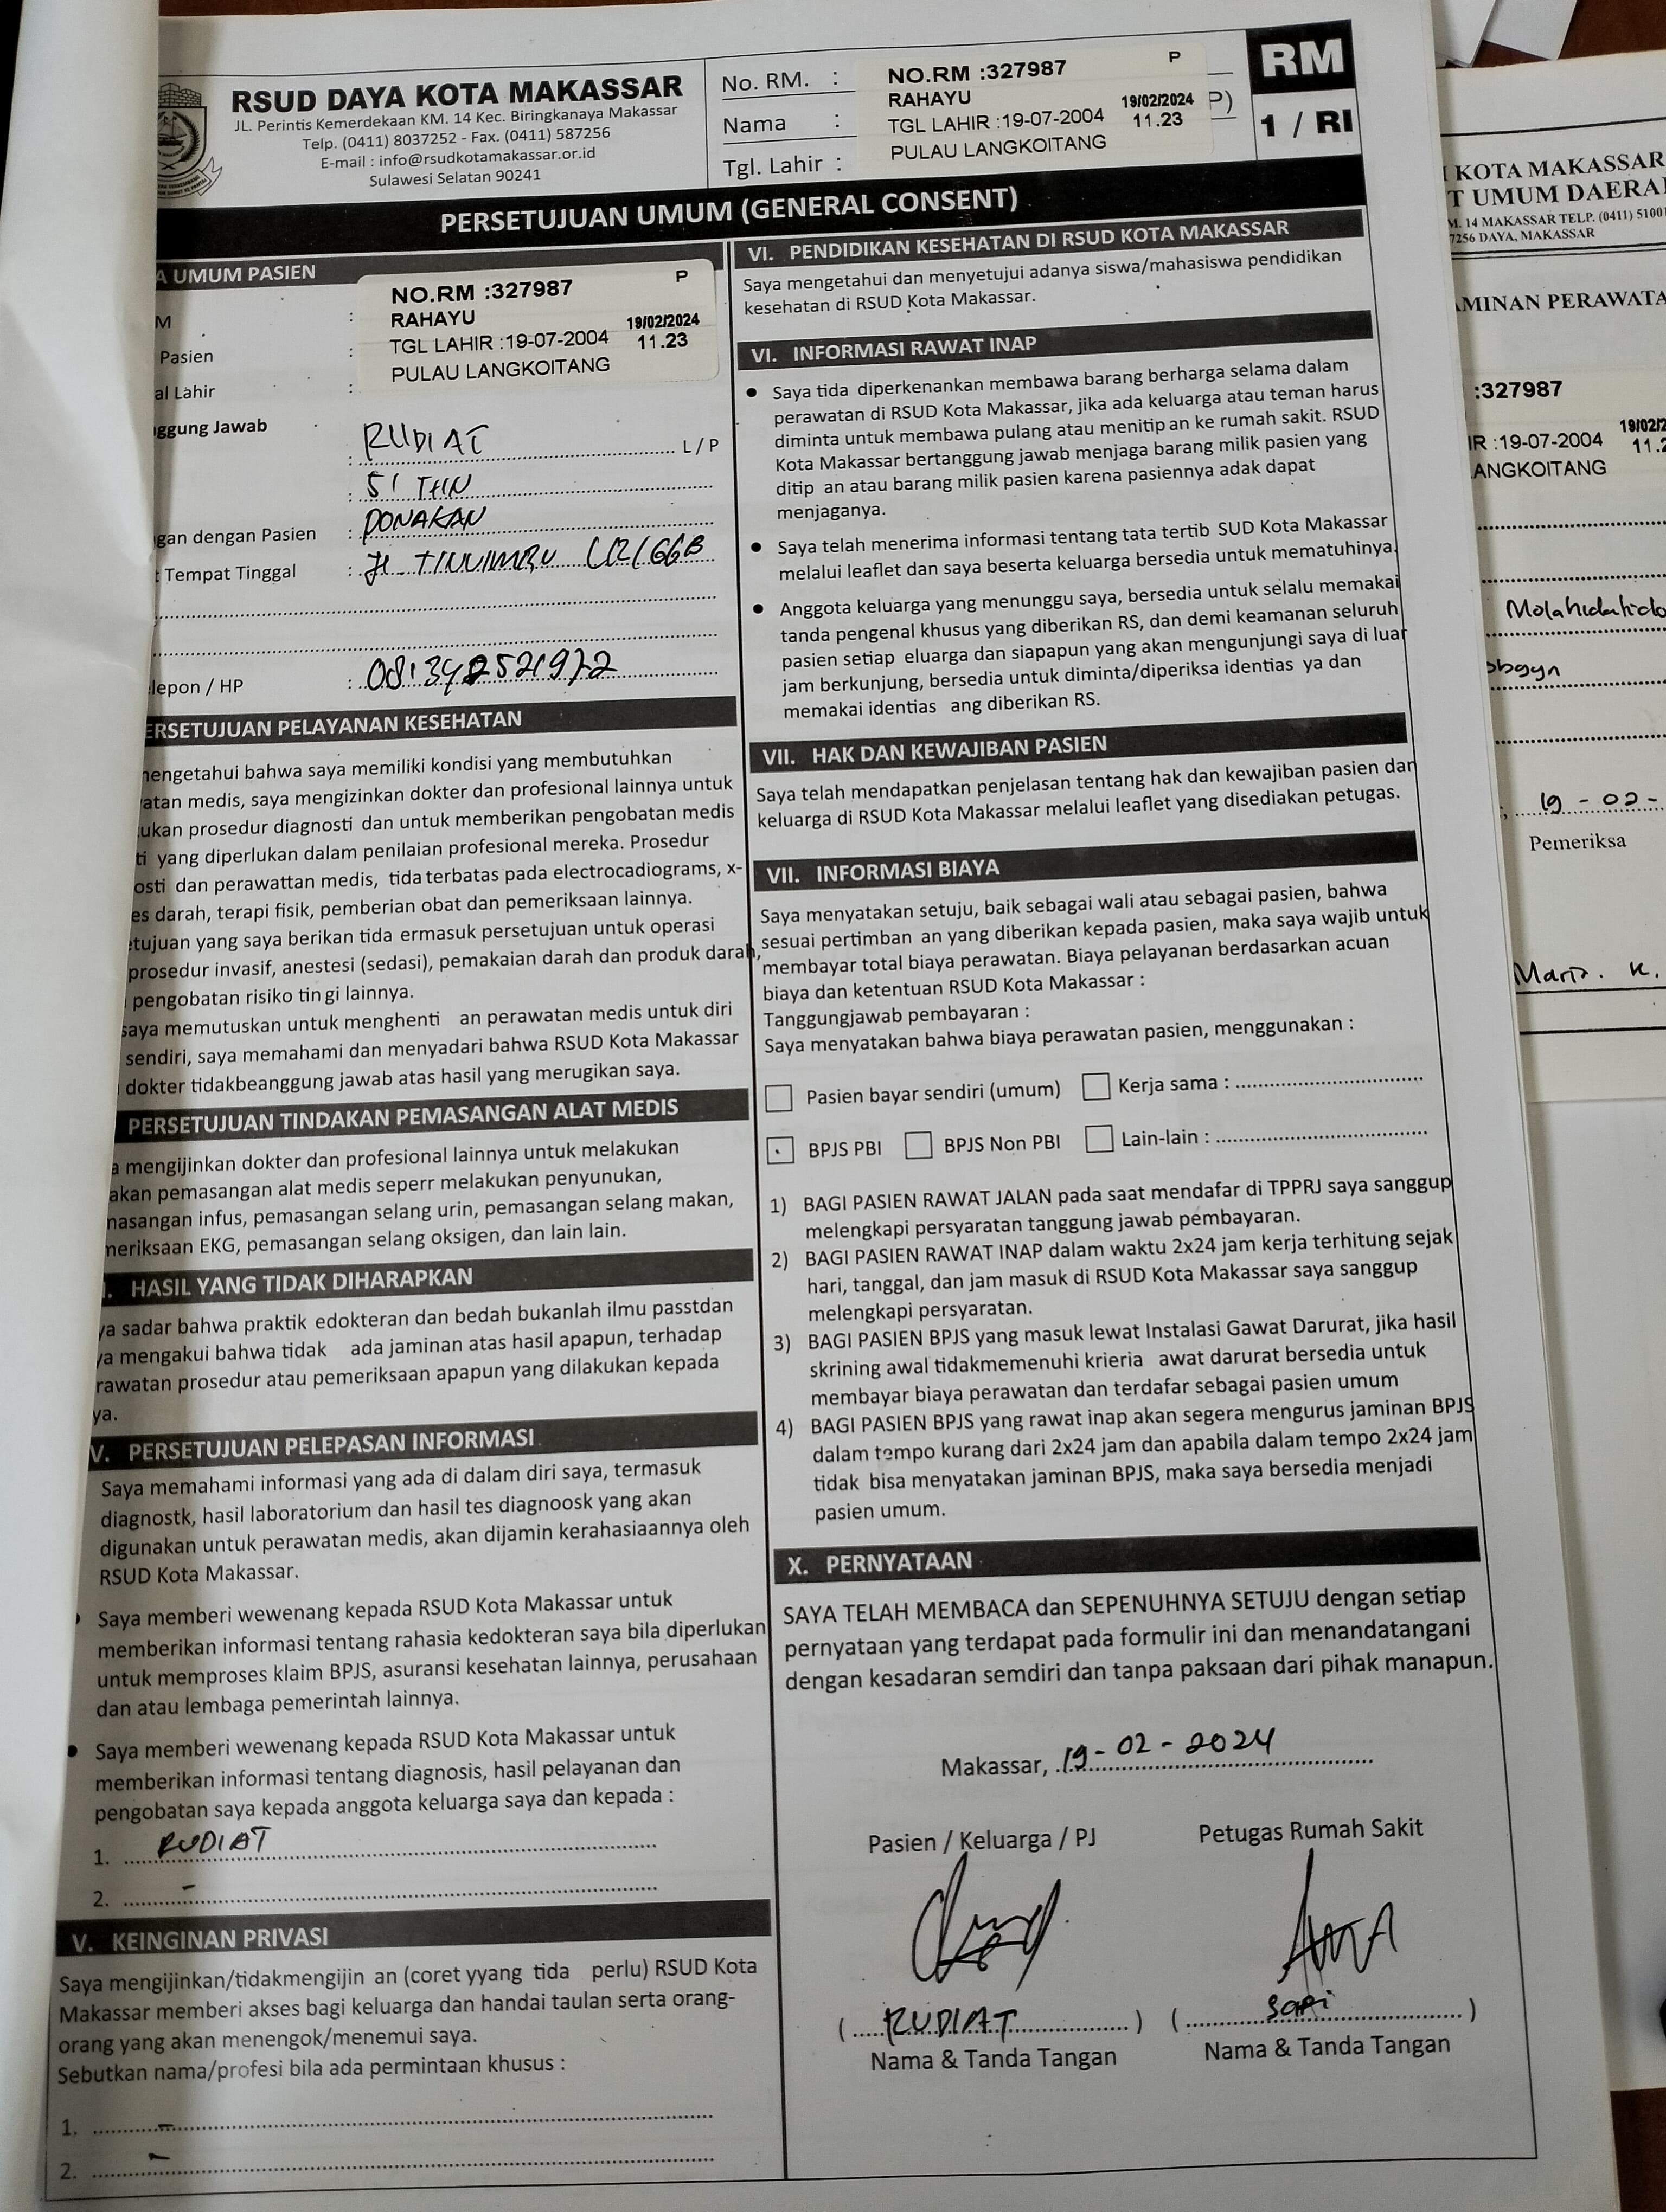 RSUD DAYA KOTA MAKASSAR
JL. Perintis Kemerdekaan KM. 14 Kec. Biringkanaya Makassar
Telp. (0411) 8037252 - Fax. (0411) 587256
E-mail : info@rsudkotamakassar.or.id
Sulawesi Selatan 90241
No. RM. :
Nama :
Tgl. Lahir :
NO.RM :327987 P
RAHAYU 19/02/2024
TGL LAHIR :19-07-2004 11.23
PULAU LANGKOITANG
P)
RM
1 / RI
PERSETUJUAN UMUM (GENERAL CONSENT)
A UMUM PASIEN
NO.RM :327987 P
RAHAYU 19/02/2024
TGL LAHIR :19-07-2004 11.23
PULAU LANGKOITANG
M :
Pasien :
al Lahir :
ggung Jawab
: RUDIAT L / P
: 51 THN
gan dengan Pasien : PONAKAN
Tempat Tinggal :
lepon / HP :
ERSETUJUAN PELAYANAN KESEHATAN
mengetahui bahwa saya memiliki kondisi yang membutuhkan
atan medis, saya mengizinkan dokter dan profesional lainnya untuk
ukan prosedur diagnosti dan untuk memberikan pengobatan medis
ti yang diperlukan dalam penilaian profesional mereka. Prosedur
osti dan perawattan medis, tida terbatas pada electrocadiograms, x-
es darah, terapi fisik, pemberian obat dan pemeriksaan lainnya.
etujuan yang saya berikan tida ermasuk persetujuan untuk operasi
prosedur invasif, anestesi (sedasi), pemakaian darah dan produk darah,
pengobatan risiko tin gi lainnya.
saya memutuskan untuk menghenti an perawatan medis untuk diri
sendiri, saya memahami dan menyadari bahwa RSUD Kota Makassar
dokter tidakbeanggung jawab atas hasil yang merugikan saya.
PERSETUJUAN TINDAKAN PEMASANGAN ALAT MEDIS
a mengijinkan dokter dan profesional lainnya untuk melakukan
akan pemasangan alat medis seperr melakukan penyunukan,
masangan infus, pemasangan selang urin, pemasangan selang makan,
meriksaan EKG, pemasangan selang oksigen, dan lain lain.
I. HASIL YANG TIDAK DIHARAPKAN
ya sadar bahwa praktik edokteran dan bedah bukanlah ilmu passtdan
ya mengakui bahwa tidak ada jaminan atas hasil apapun, terhadap
rawatan prosedur atau pemeriksaan apapun yang dilakukan kepada
ya.
V. PERSETUJUAN PELEPASAN INFORMASI
Saya memahami informasi yang ada di dalam diri saya, termasuk
diagnostk, hasil laboratorium dan hasil tes diagnoosk yang akan
digunakan untuk perawatan medis, akan dijamin kerahasiaannya oleh
RSUD Kota Makassar.
Saya memberi wewenang kepada RSUD Kota Makassar untuk
memberikan informasi tentang rahasia kedokteran saya bila diperlukan
untuk memproses klaim BPJS, asuransi kesehatan lainnya, perusahaan
dan atau lembaga pemerintah lainnya.
• Saya memberi wewenang kepada RSUD Kota Makassar untuk
memberikan informasi tentang diagnosis, hasil pelayanan dan
pengobatan saya kepada anggota keluarga saya dan kepada :
1. RUDIAT
2. -
V. KEINGINAN PRIVASI
Saya mengijinkan/tidakmengijin an (coret yyang tida perlu) RSUD Kota
Makassar memberi akses bagi keluarga dan handai taulan serta orang-
orang yang akan menengok/menemui saya.
Sebutkan nama/profesi bila ada permintaan khusus :
1. -
2. -
VI. PENDIDIKAN KESEHATAN DI RSUD KOTA MAKASSAR
Saya mengetahui dan menyetujui adanya siswa/mahasiswa pendidikan
kesehatan di RSUD Kota Makassar.
VI. INFORMASI RAWAT INAP
• Saya tida diperkenankan membawa barang berharga selama dalam
perawatan di RSUD Kota Makassar, jika ada keluarga atau teman harus
diminta untuk membawa pulang atau menitip an ke rumah sakit. RSUD
Kota Makassar bertanggung jawab menjaga barang milik pasien yang
ditip an atau barang milik pasien karena pasiennya adak dapat
menjaganya.
• Saya telah menerima informasi tentang tata tertib SUD Kota Makassar
melalui leaflet dan saya beserta keluarga bersedia untuk mematuhinya.
• Anggota keluarga yang menunggu saya, bersedia untuk selalu memakai
tanda pengenal khusus yang diberikan RS, dan demi keamanan seluruh
pasien setiap eluarga dan siapapun yang akan mengunjungi saya di luar
jam berkunjung, bersedia untuk diminta/diperiksa identias ya dan
memakai identias ang diberikan RS.
VII. HAK DAN KEWAJIBAN PASIEN
Saya telah mendapatkan penjelasan tentang hak dan kewajiban pasien dan
keluarga di RSUD Kota Makassar melalui leaflet yang disediakan petugas.
VII. INFORMASI BIAYA
Saya menyatakan setuju, baik sebagai wali atau sebagai pasien, bahwa
sesuai pertimban an yang diberikan kepada pasien, maka saya wajib untuk
membayar total biaya perawatan. Biaya pelayanan berdasarkan acuan
biaya dan ketentuan RSUD Kota Makassar :
Tanggungjawab pembayaran :
Saya menyatakan bahwa biaya perawatan pasien, menggunakan :
Pasien bayar sendiri (umum) Kerja sama :
BPJS PBI BPJS Non PBI Lain-lain :
1) BAGI PASIEN RAWAT JALAN pada saat mendafar di TPPRJ saya sanggup
melengkapi persyaratan tanggung jawab pembayaran.
2) BAGI PASIEN RAWAT INAP dalam waktu 2x24 jam kerja terhitung sejak
hari, tanggal, dan jam masuk di RSUD Kota Makassar saya sanggup
melengkapi persyaratan.
3) BAGI PASIEN BPJS yang masuk lewat Instalasi Gawat Darurat, jika hasil
skrining awal tidakmemenuhi krieria awat darurat bersedia untuk
membayar biaya perawatan dan terdafar sebagai pasien umum
4) BAGI PASIEN BPJS yang rawat inap akan segera mengurus jaminan BPJS
dalam tempo kurang dari 2x24 jam dan apabila dalam tempo 2x24 jam
tidak bisa menyatakan jaminan BPJS, maka saya bersedia menjadi
pasien umum.
X. PERNYATAAN
SAYA TELAH MEMBACA dan SEPENUHNYA SETUJU dengan setiap
pernyataan yang terdapat pada formulir ini dan menandatangani
dengan kesadaran semdiri dan tanpa paksaan dari pihak manapun.
Makassar, 19-02-2024
Pasien / Keluarga / PJ Petugas Rumah Sakit
( RUDIAT ) ( )
Nama & Tanda Tangan Nama & Tanda Tangan
KOTA MAKASSAR
T UMUM DAERA
M. 14 MAKASSAR TELP. (0411) 5100
7256 DAYA, MAKASSAR
MINAN PERAWATA
:327987
19/02/2
IR :19-07-2004 11.2
ANGKOITANG
obgyn
19 - 02 -
Pemeriksa